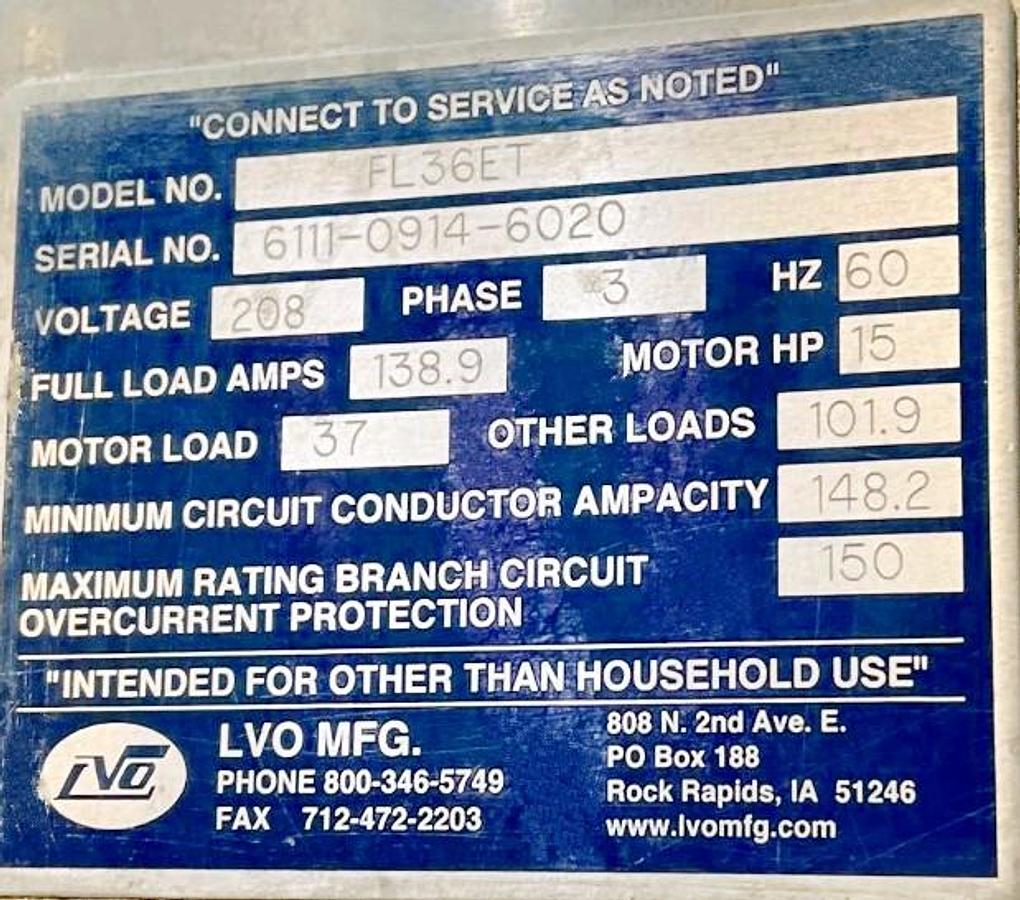 "CONNECT TO SERVICE AS NOTED"
MODEL NO. FL36ET
SERIAL NO. 6111-0914-6020
VOLTAGE 208 PHASE 3 HZ 60
FULL LOAD AMPS 138.9 MOTOR HP 15
MOTOR LOAD 37 OTHER LOADS 101.9
MINIMUM CIRCUIT CONDUCTOR AMPACITY 148.2
MAXIMUM RATING BRANCH CIRCUIT 150
OVERCURRENT PROTECTION
"INTENDED FOR OTHER THAN HOUSEHOLD USE"
LVO
LVO MFG.
PHONE 800-346-5749
FAX 712-472-2203
808 N. 2nd Ave. E.
PO Box 188
Rock Rapids, IA 51246
www.lvomfg.com